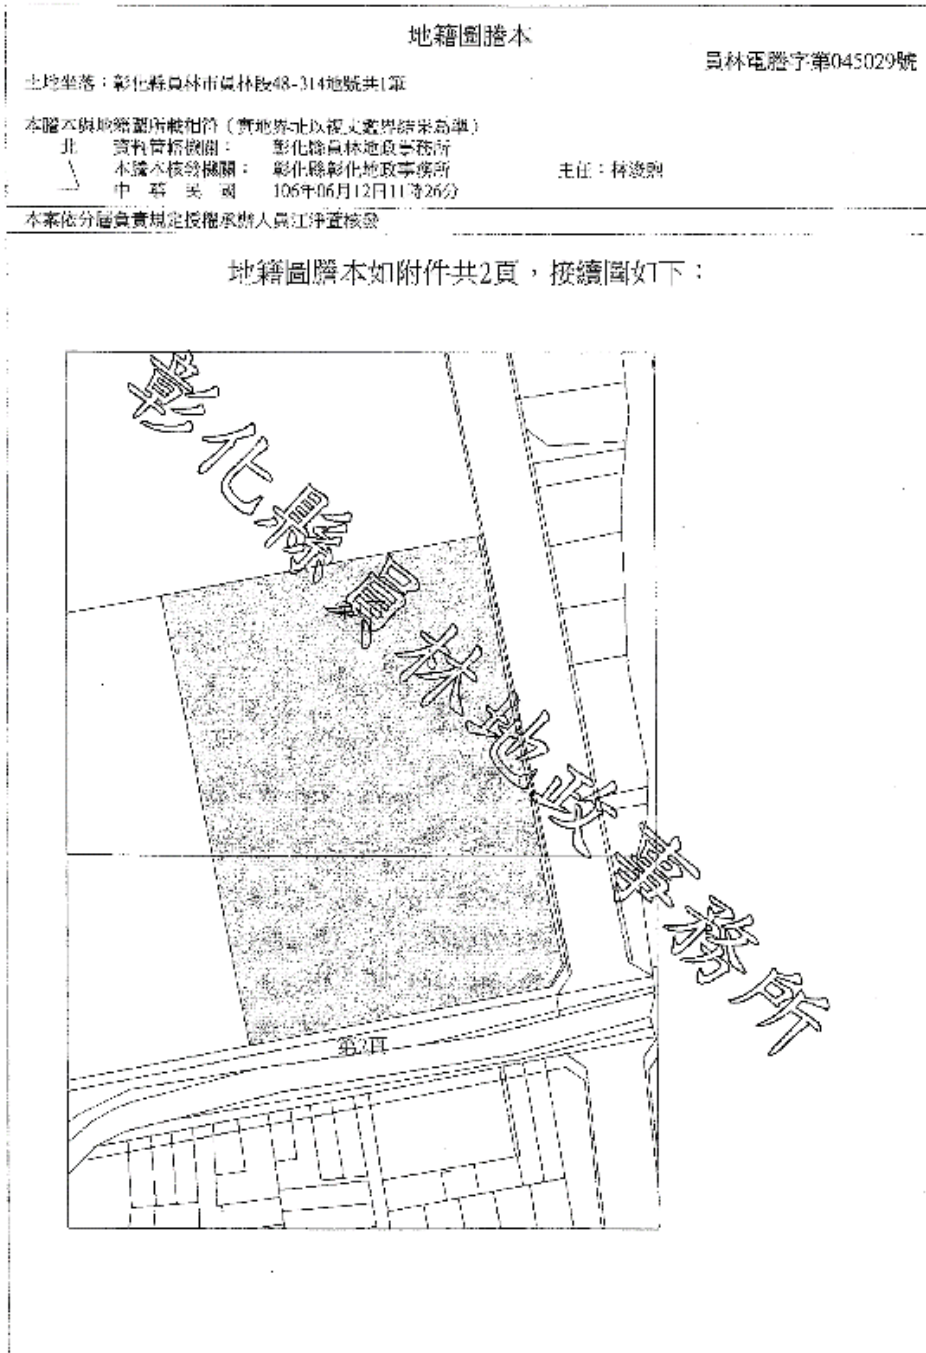 地籍圖謄本
員林電謄字第045029號
土地坐落：彰化縣員林市員林段48-314地號共1筆
本謄本與地籍圖所載相符（實地界址以複丈鑑界結果為準）
北 資料管轄機關： 彰化縣員林地政事務所
本謄本核發機關： 彰化縣彰化地政事務所 主任：林
中 華 民 國 106年06月12日11時26分
本案依分層負責規定授權承辦人員江淨核發
地籍圖謄本如附件共2頁，接續圖如下：
彰化縣員林地政事務所
第2頁